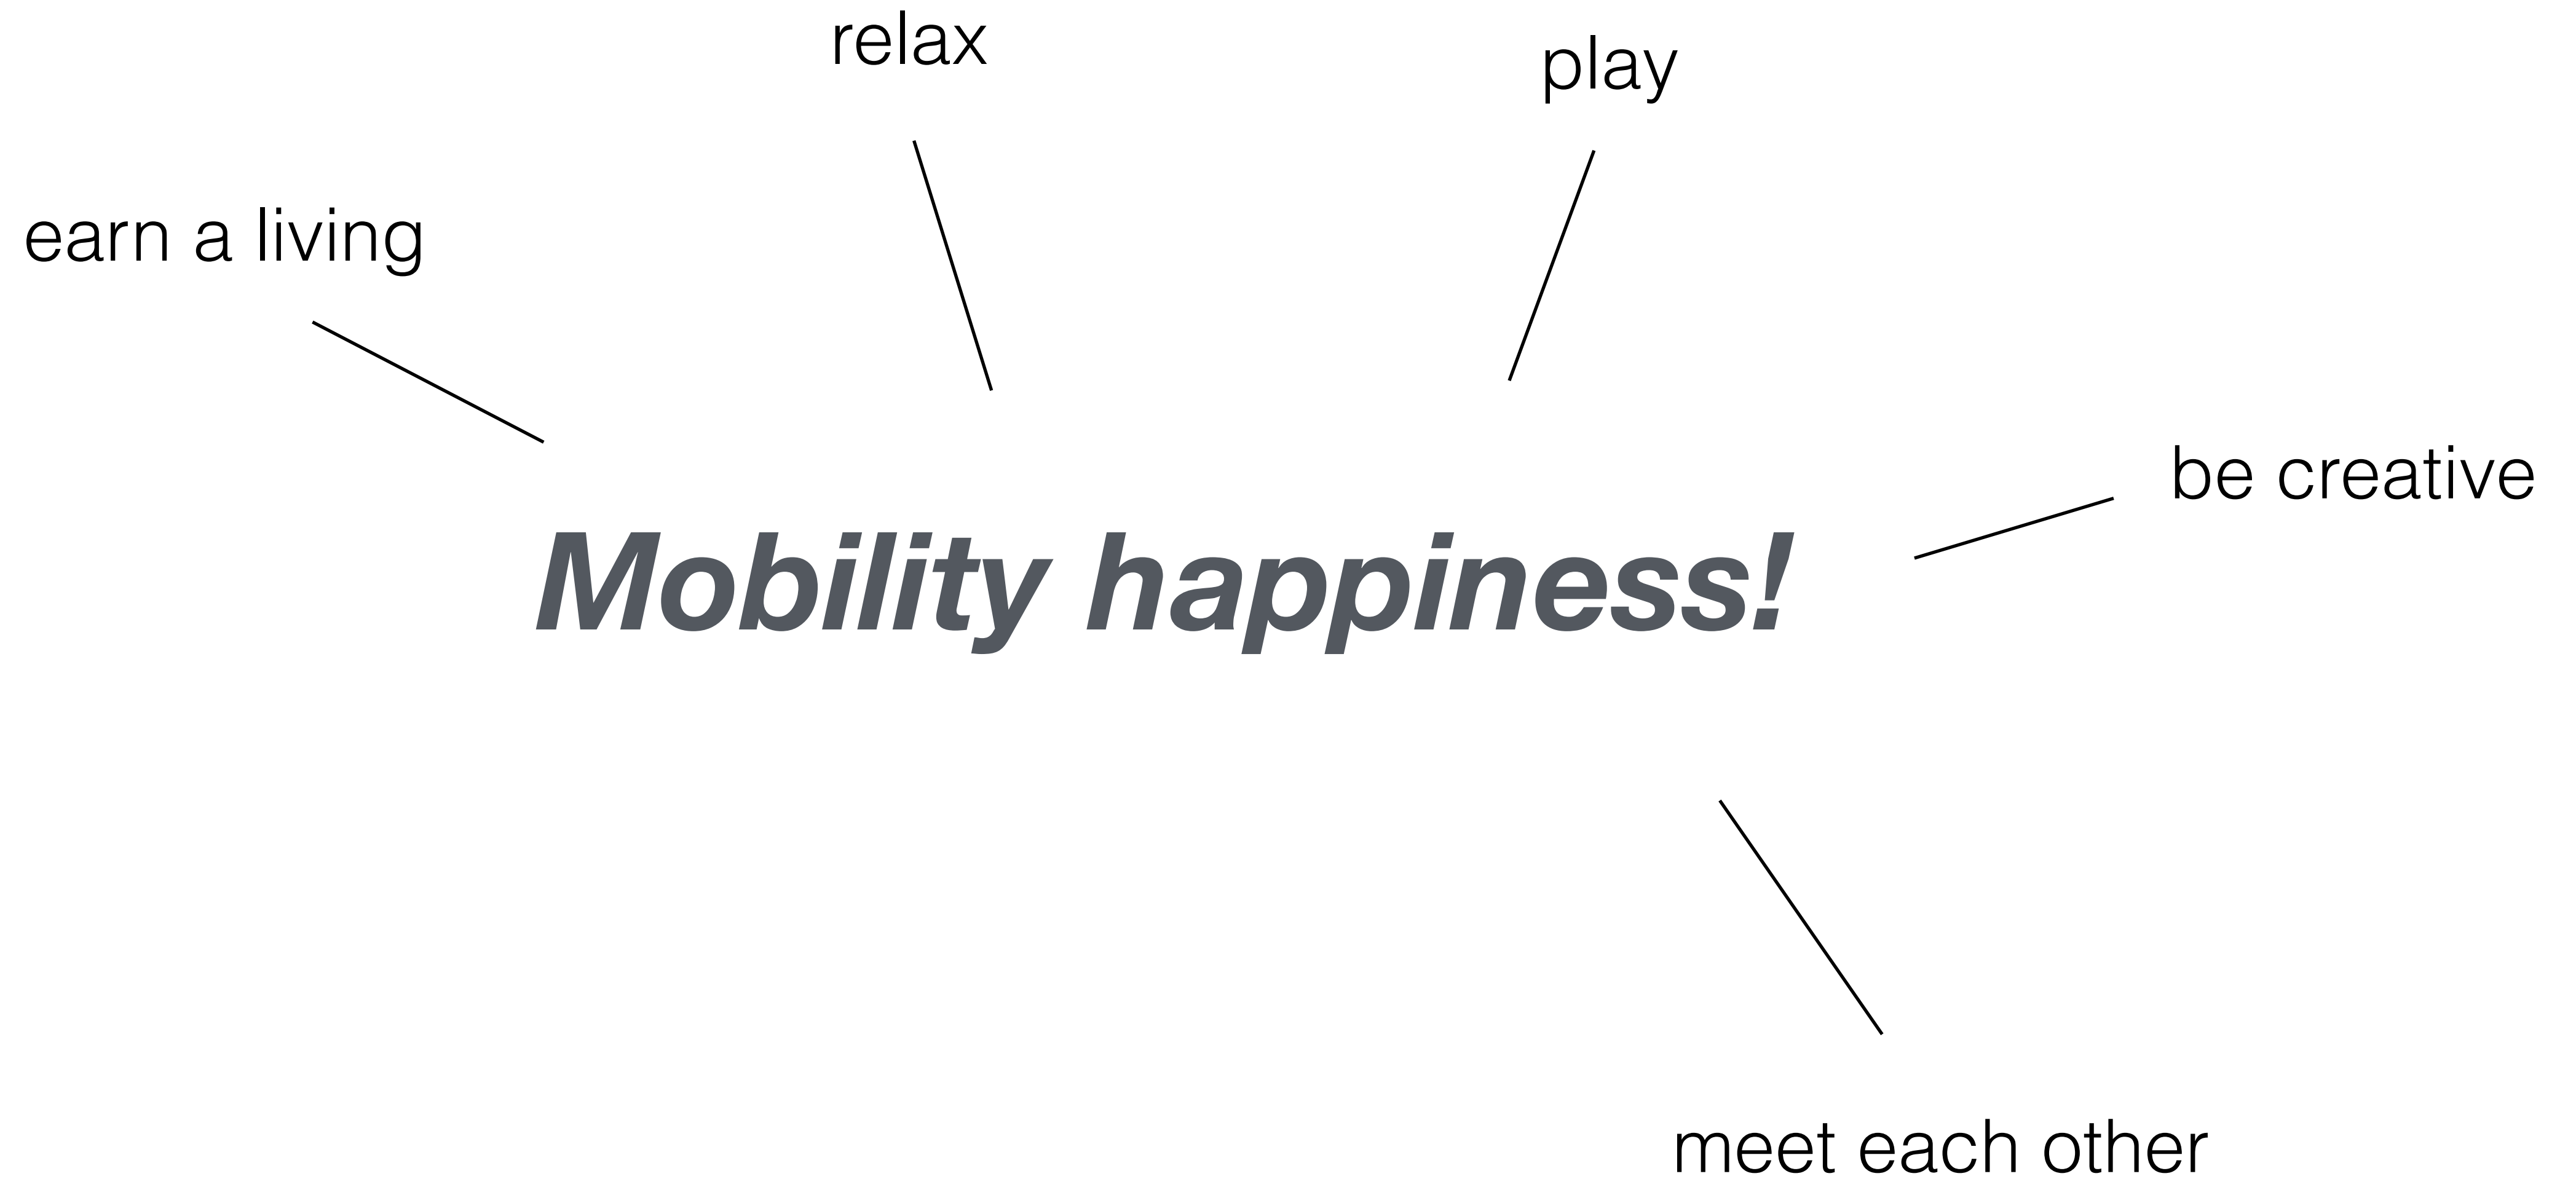 relax
play
earn a living
be creative
Mobility happiness!
meet each other